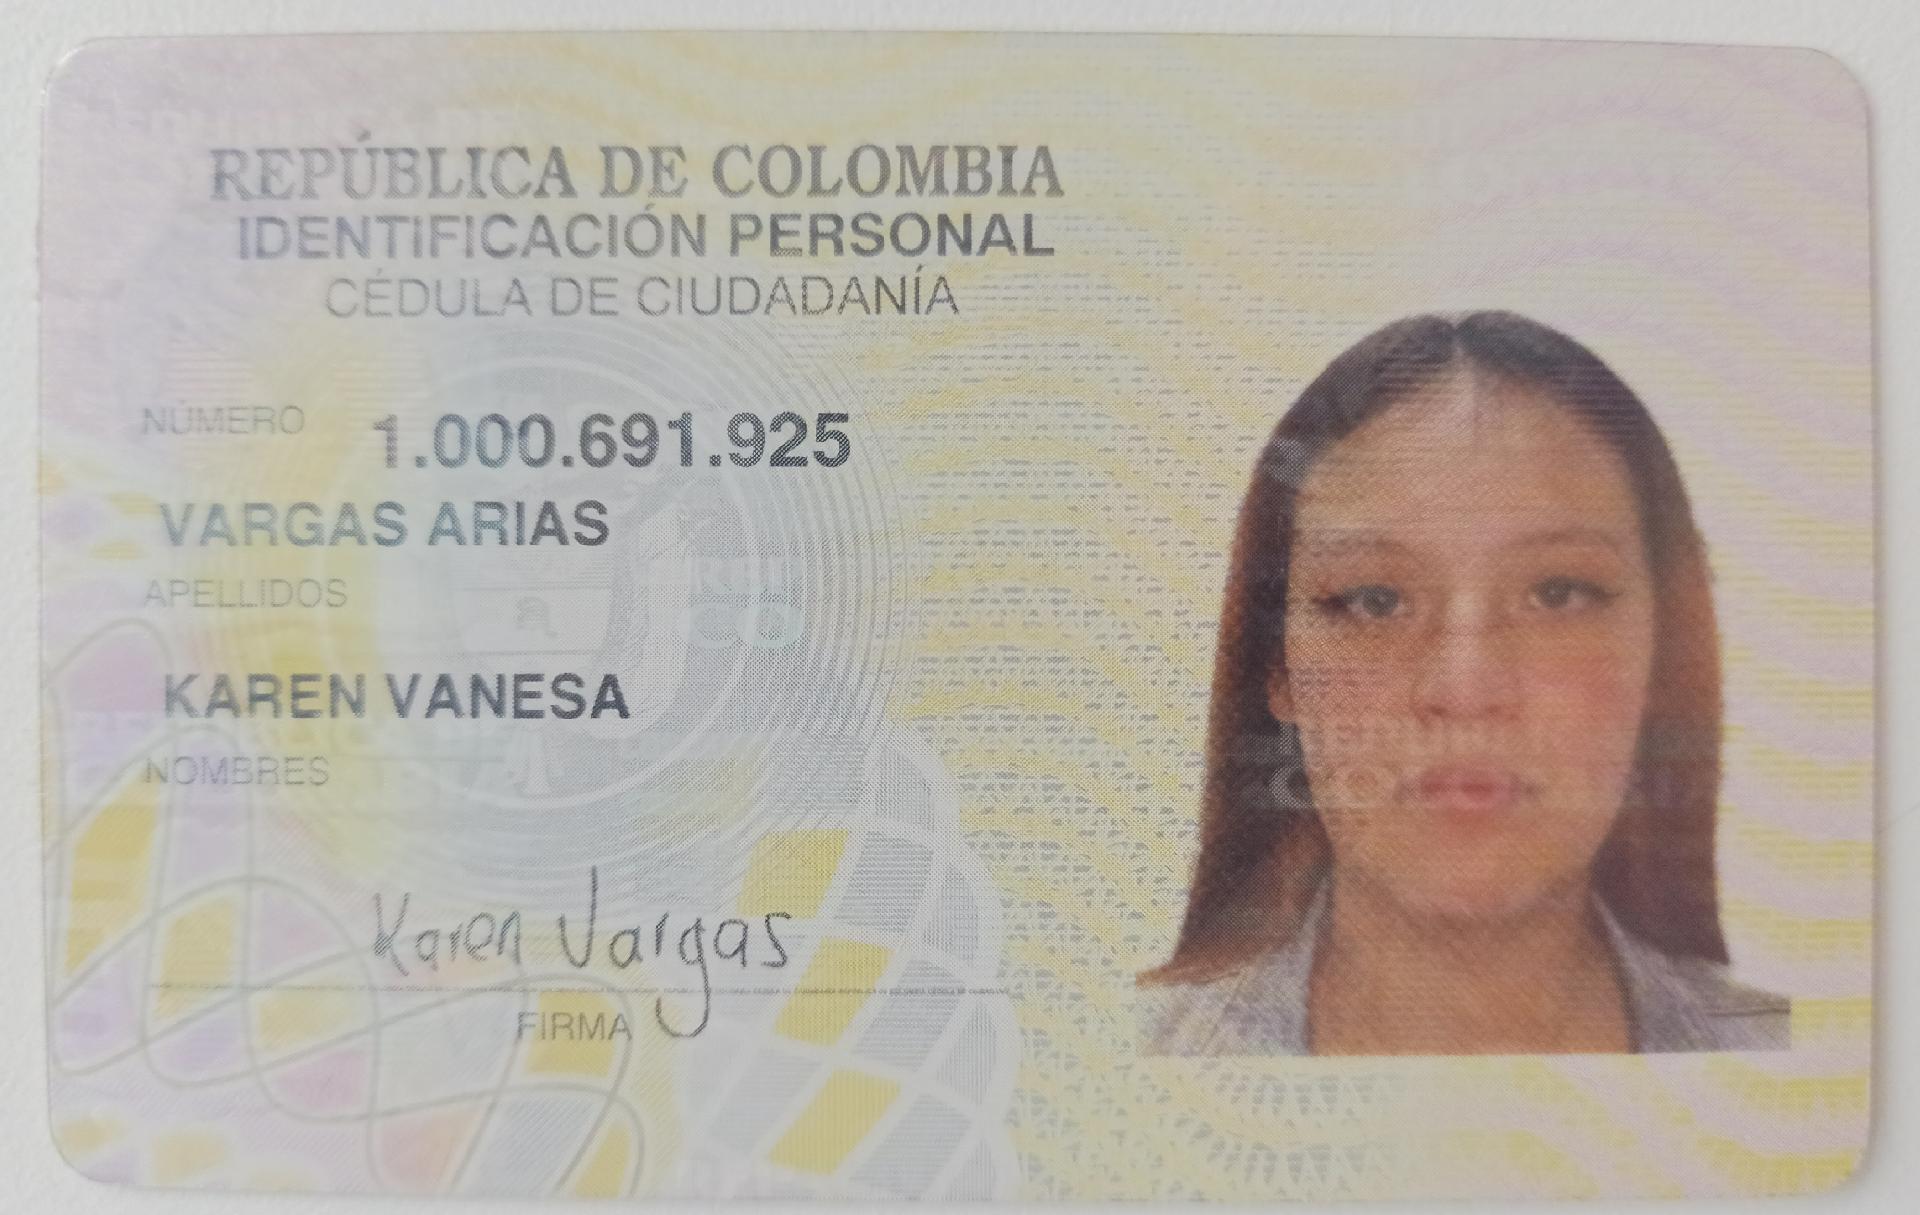 REPÚBLICA DE COLOMBIA
IDENTIFICACIÓN PERSONAL
CÉDULA DE CIUDADANÍA
NÚMERO 1.000.691.925
VARGAS ARIAS
APELLIDOS
KAREN VANESA
NOMBRES
Karen Vargas
FIRMA